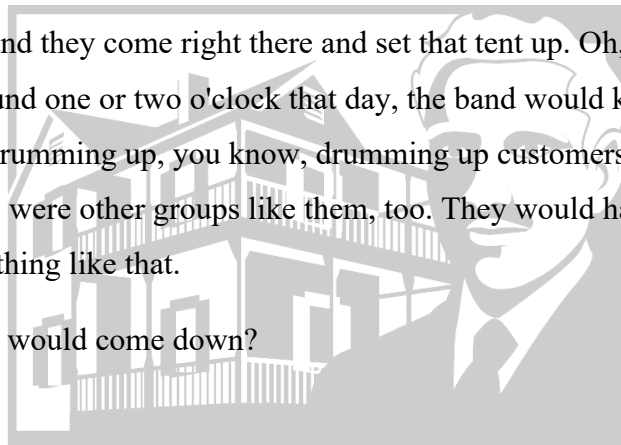 nd they come right there and set that tent up. Oh,
und one or two o'clock that day, the band would k
rumming up, you know, drumming up customers
were other groups like them, too. They would ha
thing like that.
would come down?